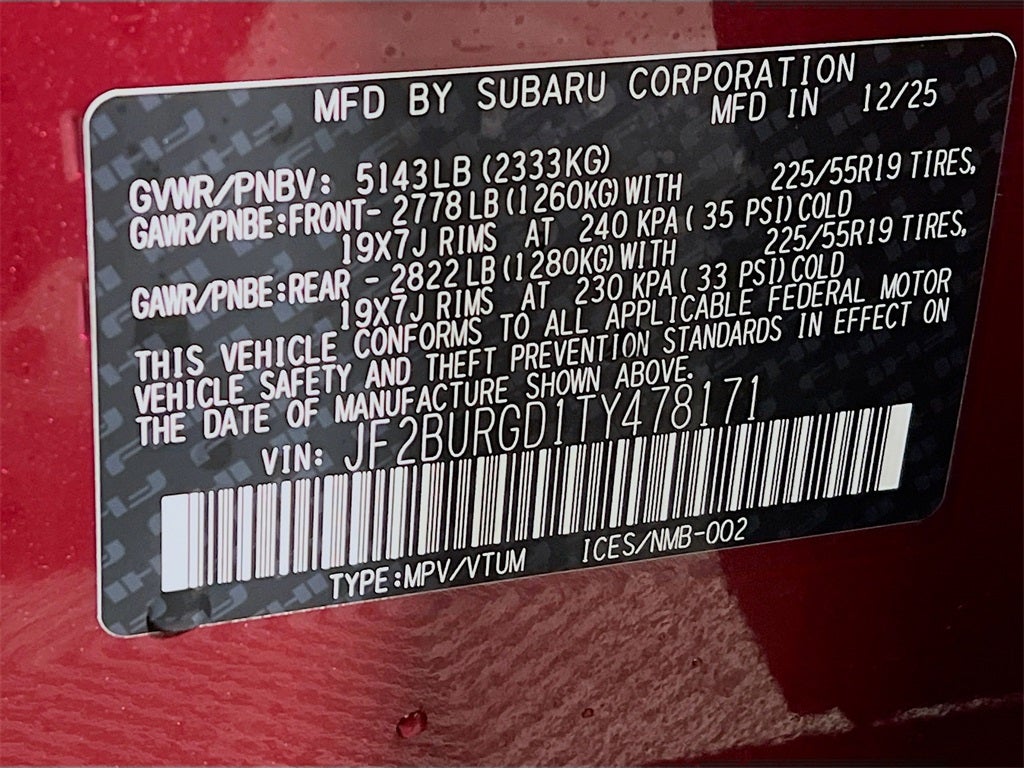 MFD BY SUBARU CORPORATION
MFD IN 12/25
GVWR/PNBV: 5143LB (2333KG)
GAWR/PNBE:FRONT- 2778 LB (1260KG) WITH 225/55R19 TIRES,
19X7J RIMS AT 240 KPA ( 35 PSI) COLD
GAWR/PNBE:REAR - 2822 LB (1280KG) WITH 225/55R19 TIRES,
19X7J RIMS AT 230 KPA ( 33 PSI) COLD
THIS VEHICLE CONFORMS TO ALL APPLICABLE FEDERAL MOTOR
VEHICLE SAFETY AND THEFT PREVENTION STANDARDS IN EFFECT ON
THE DATE OF MANUFACTURE SHOWN ABOVE.
VIN: JF2BURGD1TY478171
TYPE:MPV/VTUM ICES/NMB-002